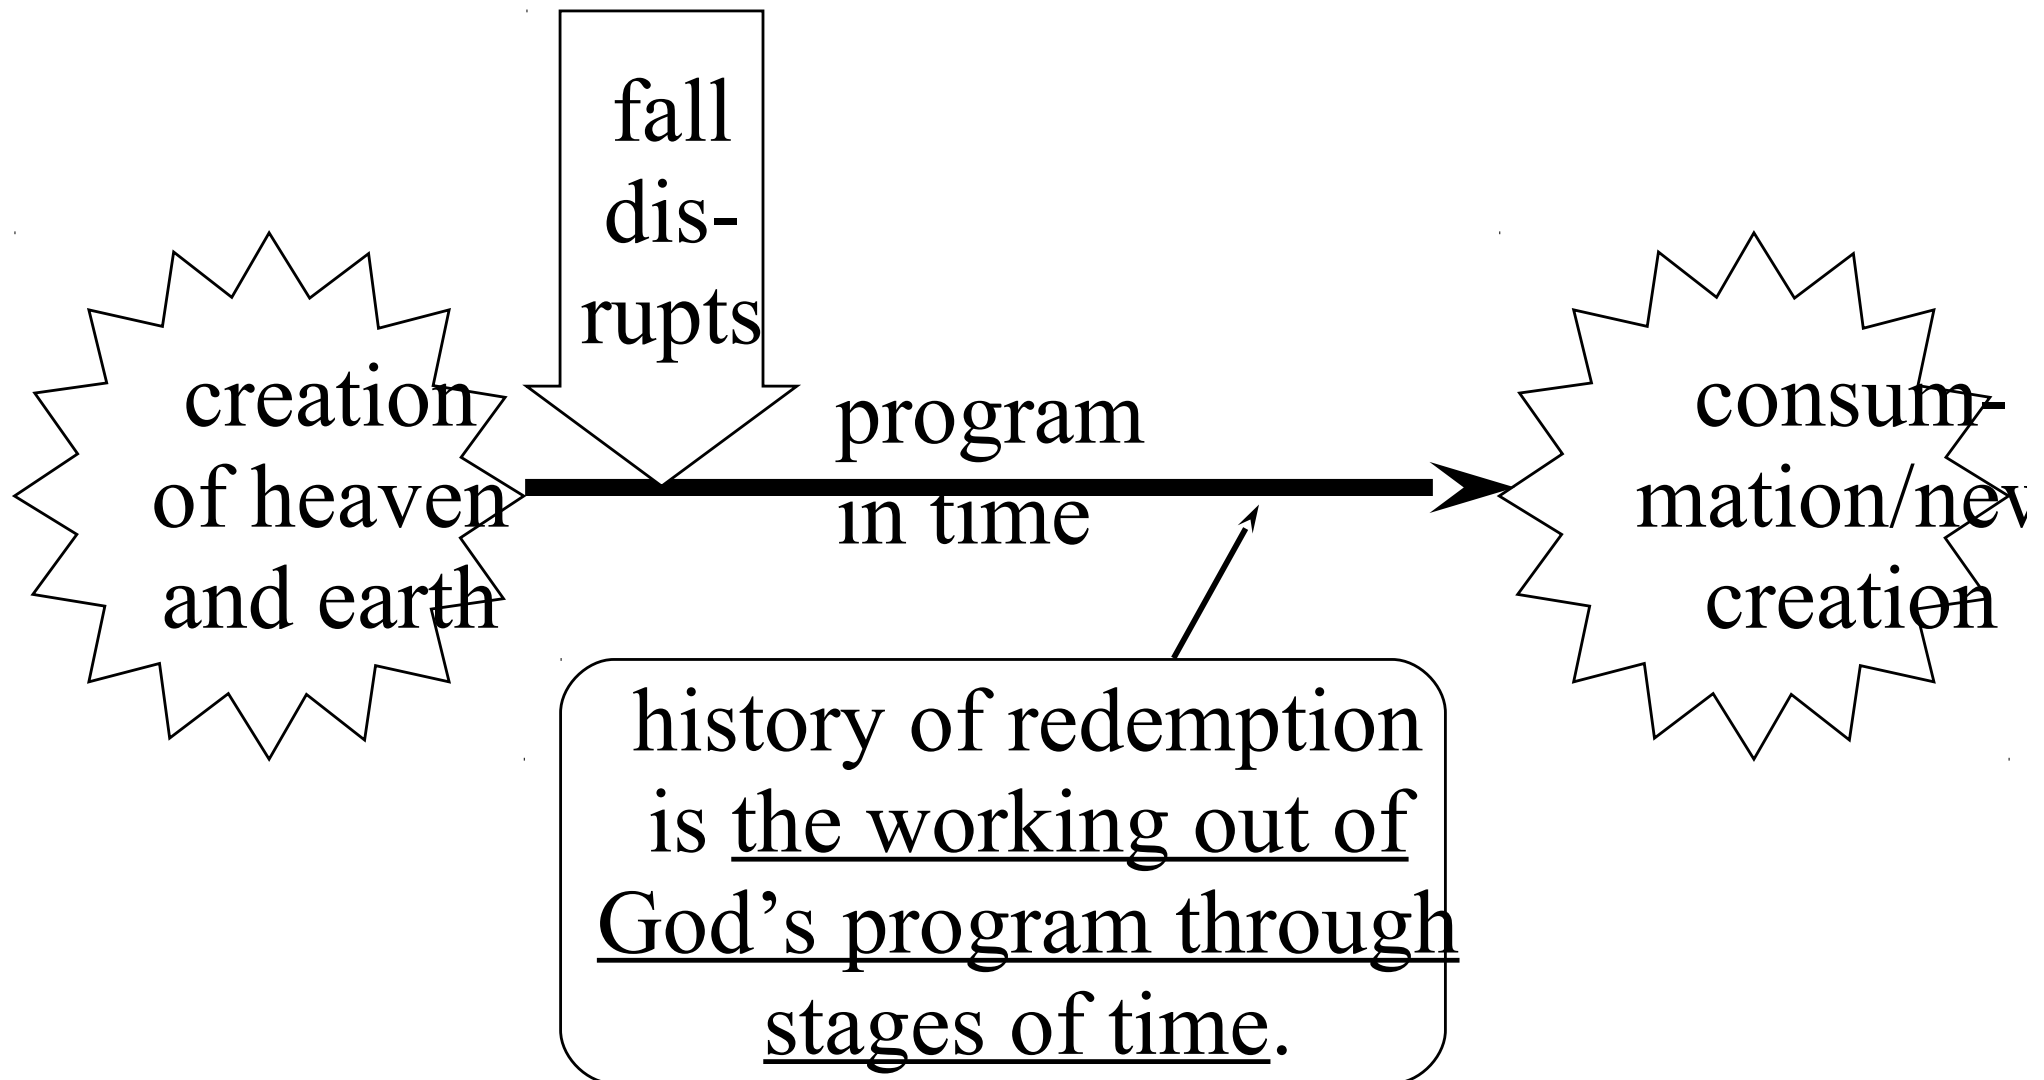 fall
dis-
rupts
creation
of heaven
and earth
program
in time
consum-
mation/new
creation
history of redemption
is the working out of
God’s program through
stages of time.